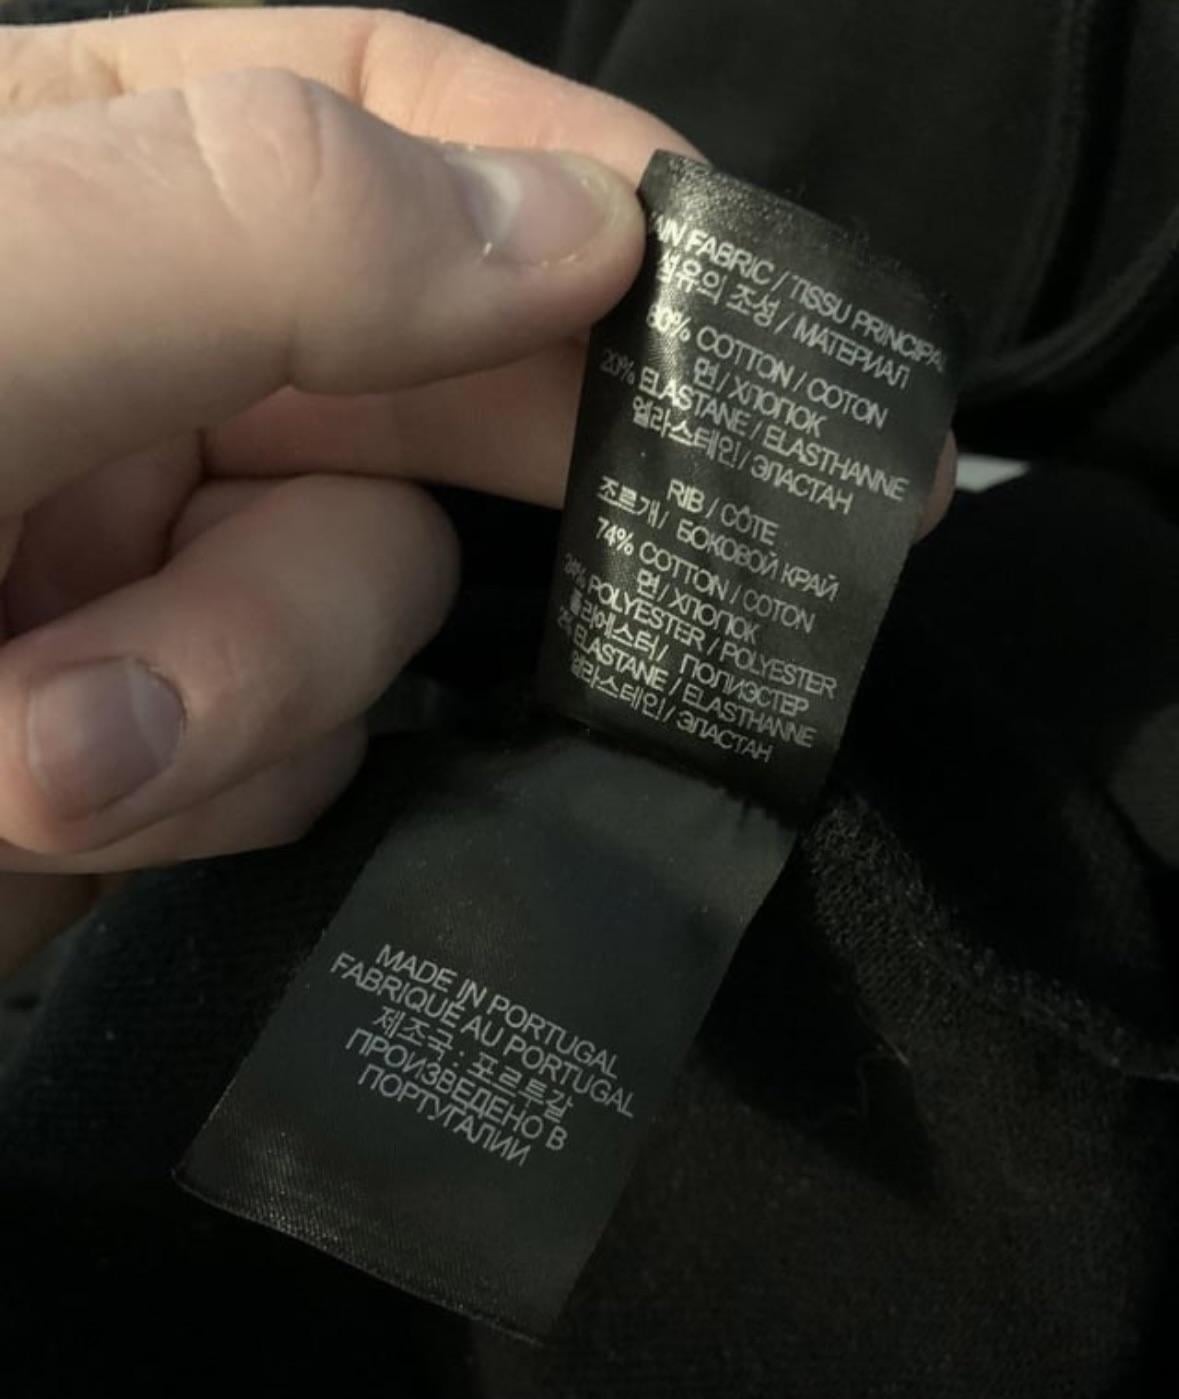 FABRIC / TISSU PRINCIPAL
섬유의 조성 / МАТЕРИАЛ
80% COTTON / COTON
면 / ХЛОПОК
20% ELASTANE / ELASTHANNE
엘라스테인 / ЭЛАСТАН
RIB / CÔTE
조르개 / БОКОВОЙ КРАЙ
74% COTTON / COTON
면 / ХЛОПОК
POLYESTER / POLYESTER
폴리에스터 / ПОЛИЭСТЕР
ELASTANE / ELASTHANNE
엘라스테인 / ЭЛАСТАН
MADE IN PORTUGAL
FABRIQUÉ AU PORTUGAL
제조국 : 포르투갈
ПРОИЗВЕДЕНО В
ПОРТУГАЛИИ